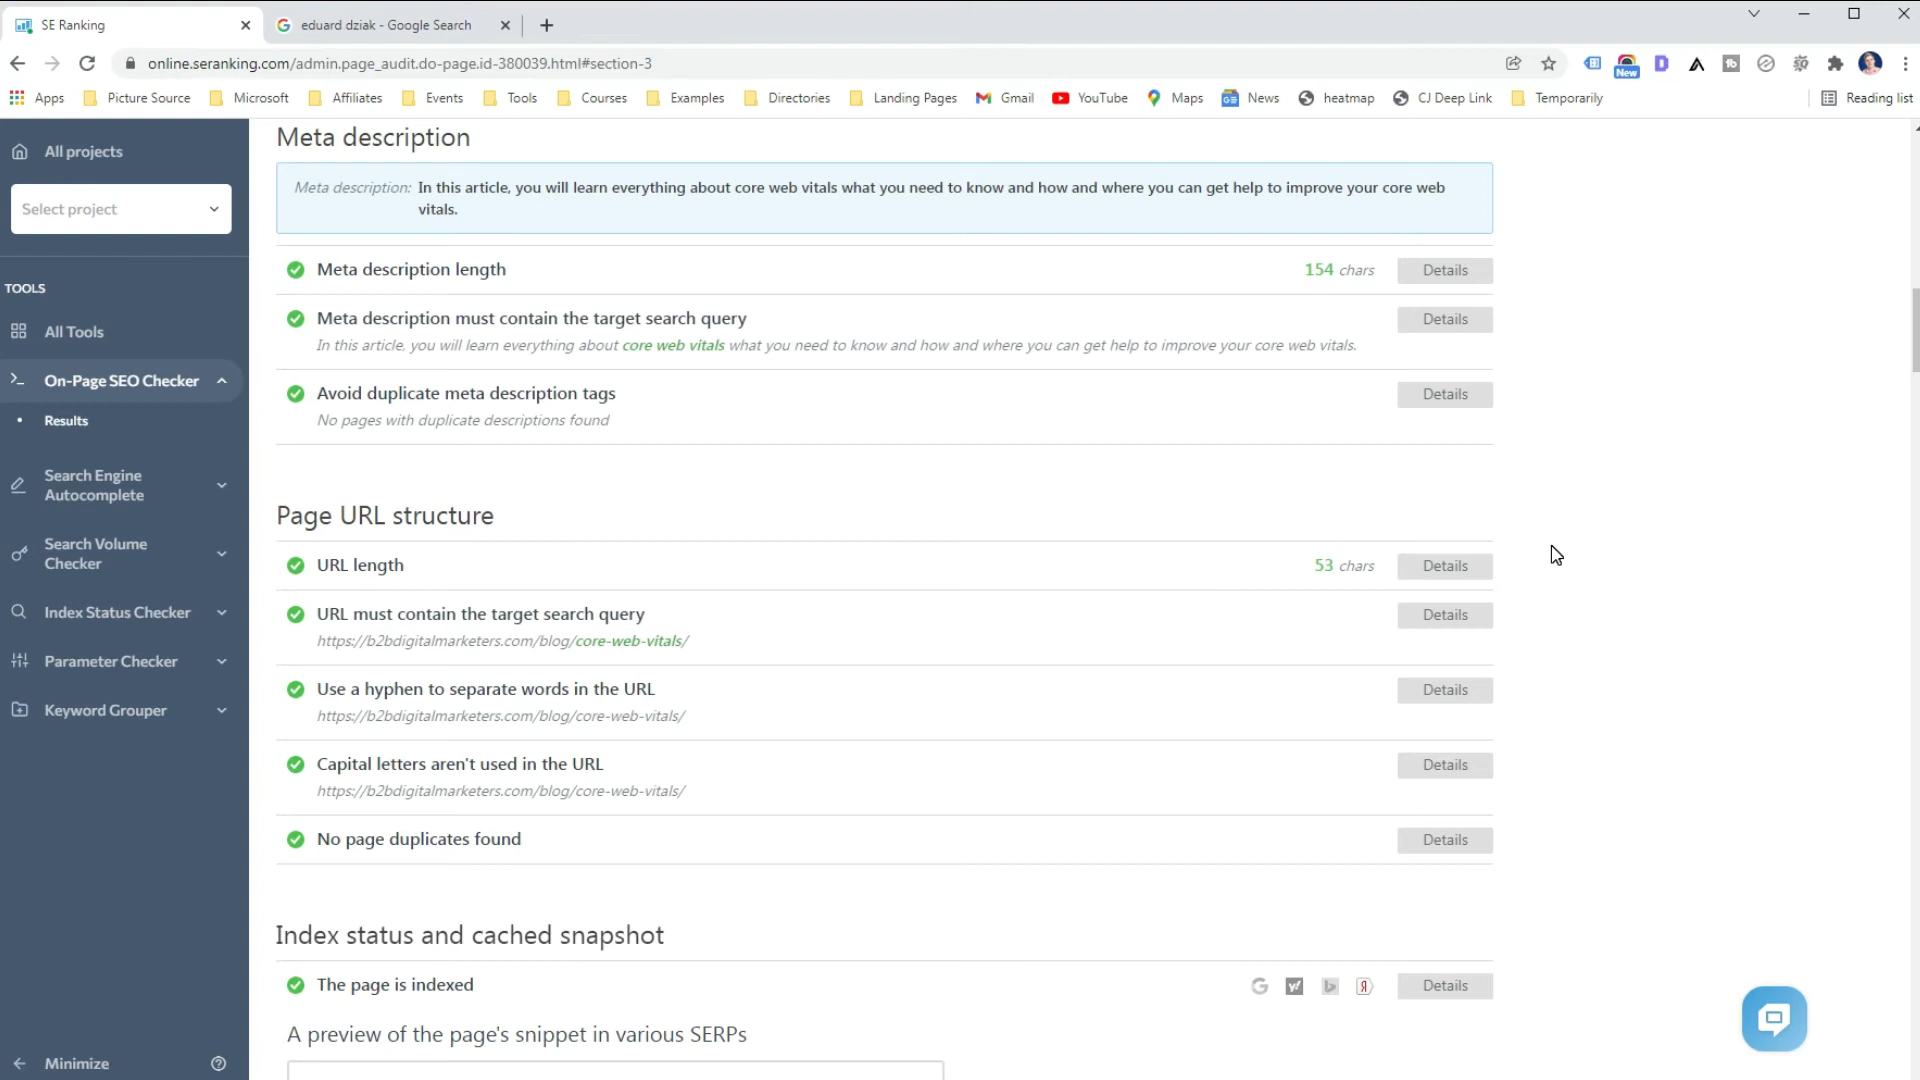 SE Ranking
eduard dziak - Google Search
online.seranking.com/admin.page_audit.do-page.id-380039.html#section-3
New
Apps
Picture Source
Microsoft
Affiliates
Events
Tools
Courses
Examples
Directories
Landing Pages
Gmail
YouTube
Maps
News
heatmap
CJ Deep Link
Temporarily
Reading list
All projects
Select project
TOOLS
All Tools
On-Page SEO Checker
Results
Search Engine
Autocomplete
Search Volume
Checker
Index Status Checker
Parameter Checker
Keyword Grouper
Minimize
Meta description
Meta description: In this article, you will learn everything about core web vitals what you need to know and how and where you can get help to improve your core web
vitals.
Meta description length 154 chars Details
Meta description must contain the target search query Details
In this article, you will learn everything about core web vitals what you need to know and how and where you can get help to improve your core web vitals.
Avoid duplicate meta description tags Details
No pages with duplicate descriptions found
Page URL structure
URL length 53 chars Details
URL must contain the target search query Details
https://b2bdigitalmarketers.com/blog/core-web-vitals/
Use a hyphen to separate words in the URL Details
https://b2bdigitalmarketers.com/blog/core-web-vitals/
Capital letters aren't used in the URL Details
https://b2bdigitalmarketers.com/blog/core-web-vitals/
No page duplicates found Details
Index status and cached snapshot
The page is indexed Details
A preview of the page's snippet in various SERPs